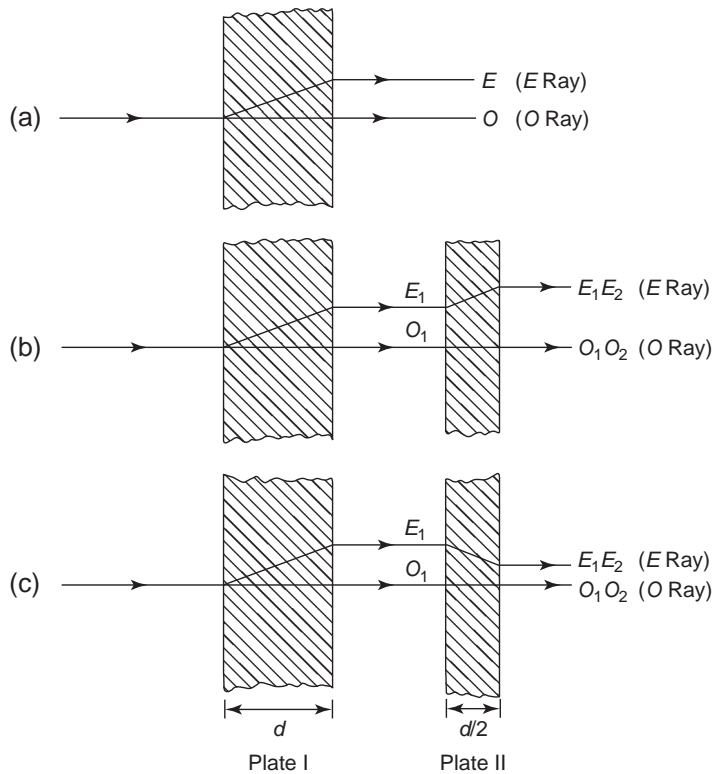 (a)
E (E Ray)
O (O Ray)
(b)
E₁
O₁
E₁E₂ (E Ray)
O₁O₂ (O Ray)
(c)
E₁
O₁
E₁E₂ (E Ray)
O₁O₂ (O Ray)
d
d/2
Plate I
Plate II